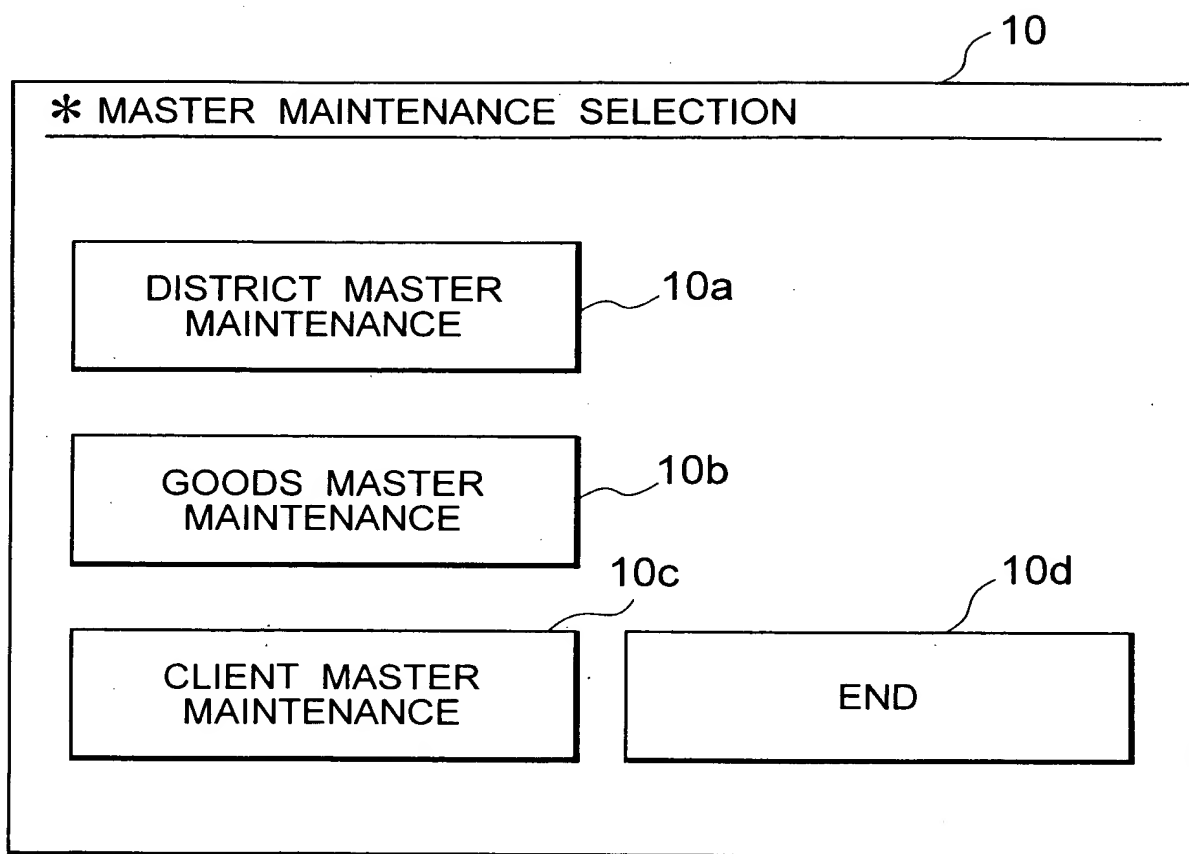 10
* MASTER MAINTENANCE SELECTION
DISTRICT MASTER
MAINTENANCE
10a
GOODS MASTER
MAINTENANCE
10b
10c
10d
CLIENT MASTER
MAINTENANCE
END